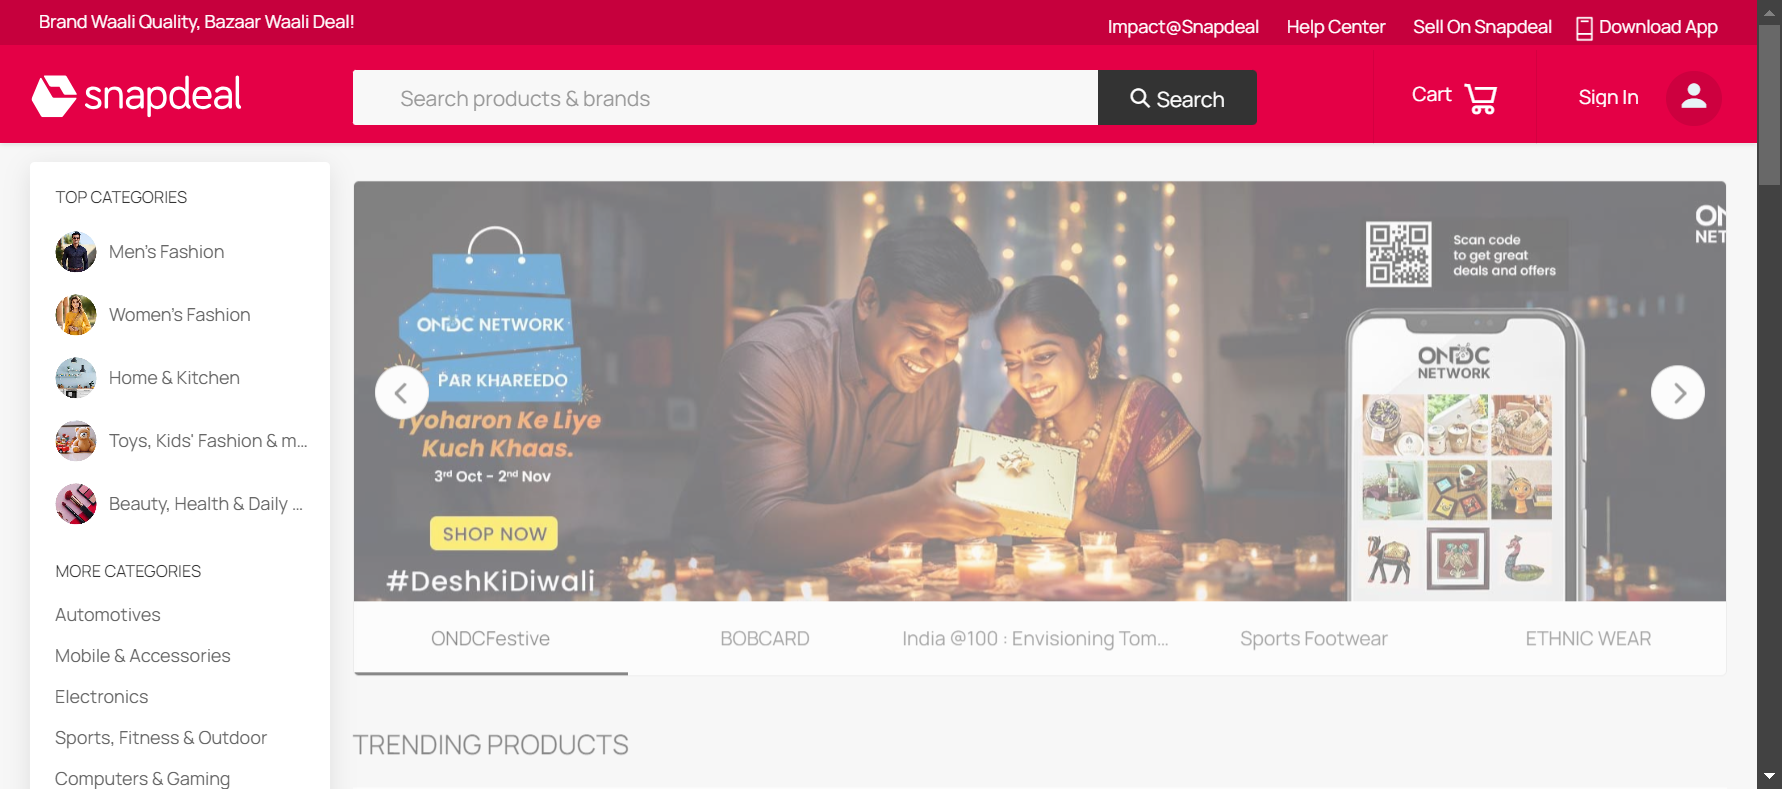 Brand Waali Quality, Bazaar Waali Deal!
Impact@Snapdeal Help Center Sell On Snapdeal Download App
snapdeal
Search products & brands
Search
Cart
Sign In
TOP CATEGORIES
Men's Fashion
Women's Fashion
Home & Kitchen
Toys, Kids' Fashion & m...
Beauty, Health & Daily ...
MORE CATEGORIES
Automotives
Mobile & Accessories
Electronics
Sports, Fitness & Outdoor
Computers & Gaming
ONDC NETWORK
PAR KHAREEDO
Tyoharon Ke Liye
Kuch Khaas.
3rd Oct - 2nd Nov
SHOP NOW
#DeshKiDiwali
Scan code
to get great
deals and offers
ON
NET
ONDC
NETWORK
ONDCFestive
BOBCARD
India @100 : Envisioning Tom...
Sports Footwear
ETHNIC WEAR
TRENDING PRODUCTS